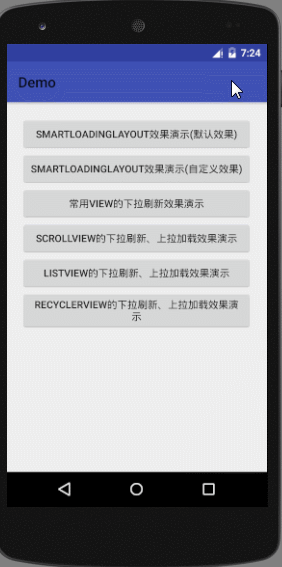 7:24
Demo
SMARTLOADINGLAYOUT效果演示(默认效果)
SMARTLOADINGLAYOUT效果演示(自定义效果)
常用VIEW的下拉刷新效果演示
SCROLLVIEW的下拉刷新、上拉加载效果演示
LISTVIEW的下拉刷新、上拉加载效果演示
RECYCLERVIEW的下拉刷新、上拉加载效果演
示